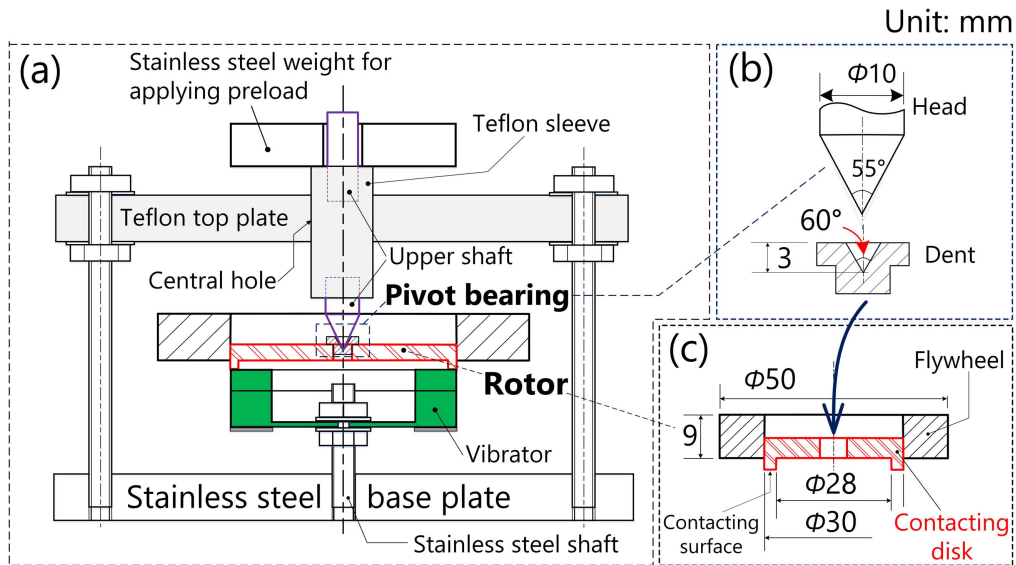 Unit: mm
(a)
Stainless steel weight for
applying preload
Teflon sleeve
Teflon top plate
Central hole
Upper shaft
Pivot bearing
Rotor
Vibrator
Stainless steel base plate
Stainless steel shaft
(b)
Φ10
Head
55°
60°
3
Dent
(c)
Flywheel
Φ50
9
Φ28
Φ30
Contacting
surface
Contacting
disk